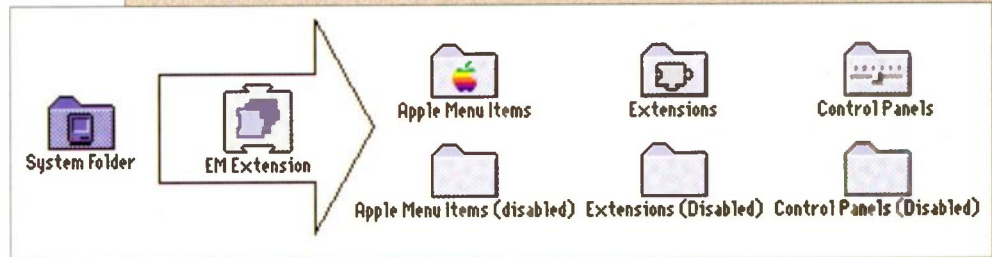 System Folder
EM Extension
Apple Menu Items
Extensions
Control Panels
Apple Menu Items (disabled)
Extensions (Disabled)
Control Panels (Disabled)